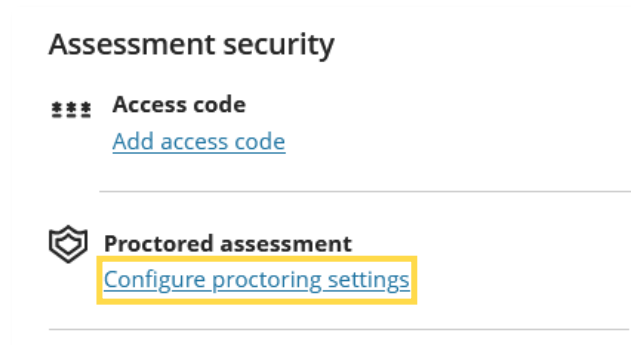 Assessment security
Access code
Add access code
Proctored assessment
Configure proctoring settings